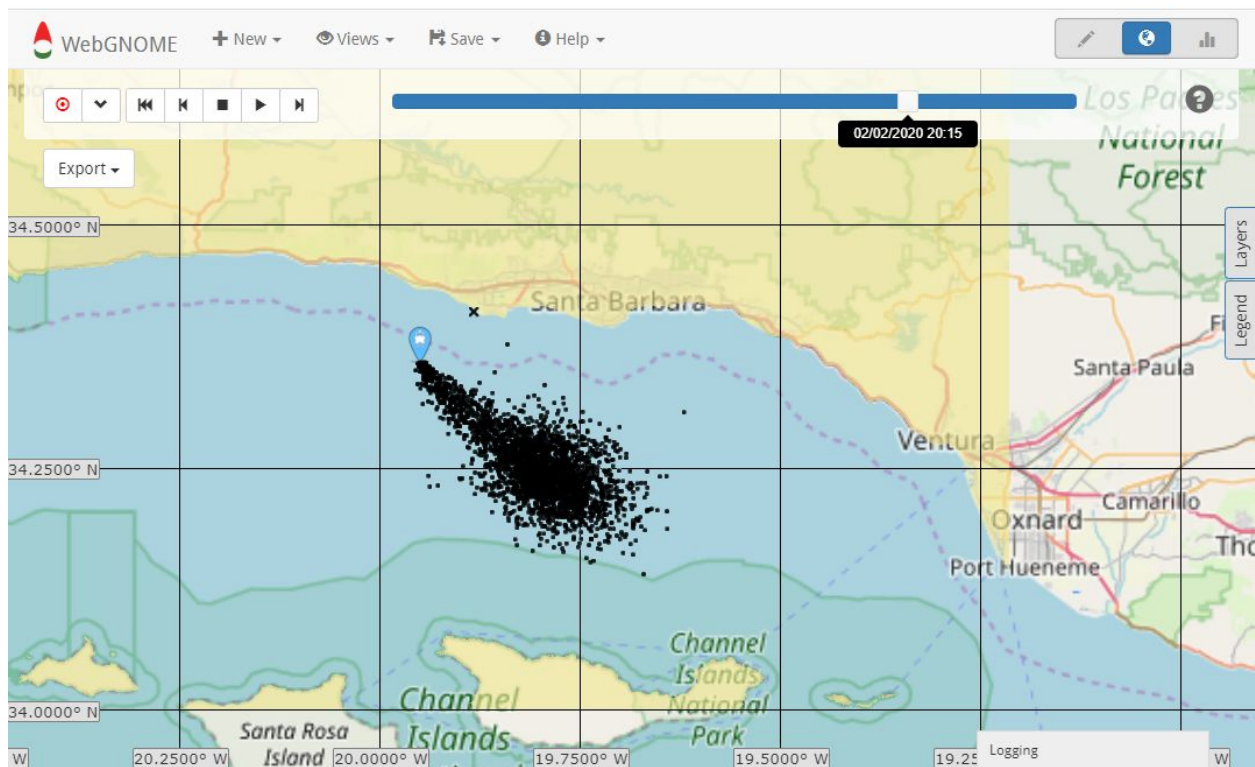 WebGNOME
New
Views
Save
Help
02/02/2020 20:15
Export
Los Padres
National
Forest
34.5000° N
Layers
Legend
Santa Barbara
Santa Paula
Ventura
34.2500° N
Camarillo
Oxnard
Port Hueneme
Channel
Islands
National
Park
34.0000° N
Channel
Islands
Santa Rosa
Island
W
20.2500° W
20.0000° W
19.7500° W
19.5000° W
19.25
Logging
W